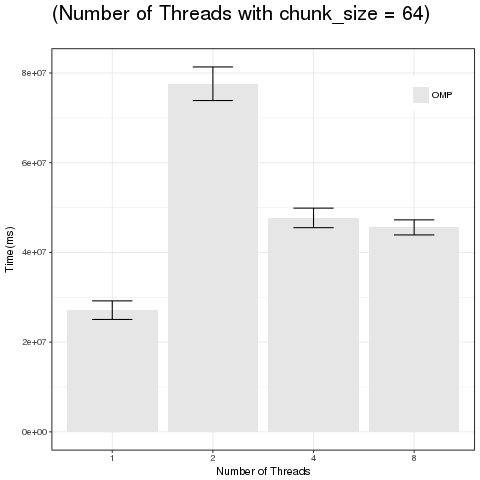 (Number of Threads with chunk_size = 64)
8e+07
OMP
6e+07
Time(ms)
4e+07
2e+07
0e+00
1 2 4 8
Number of Threads